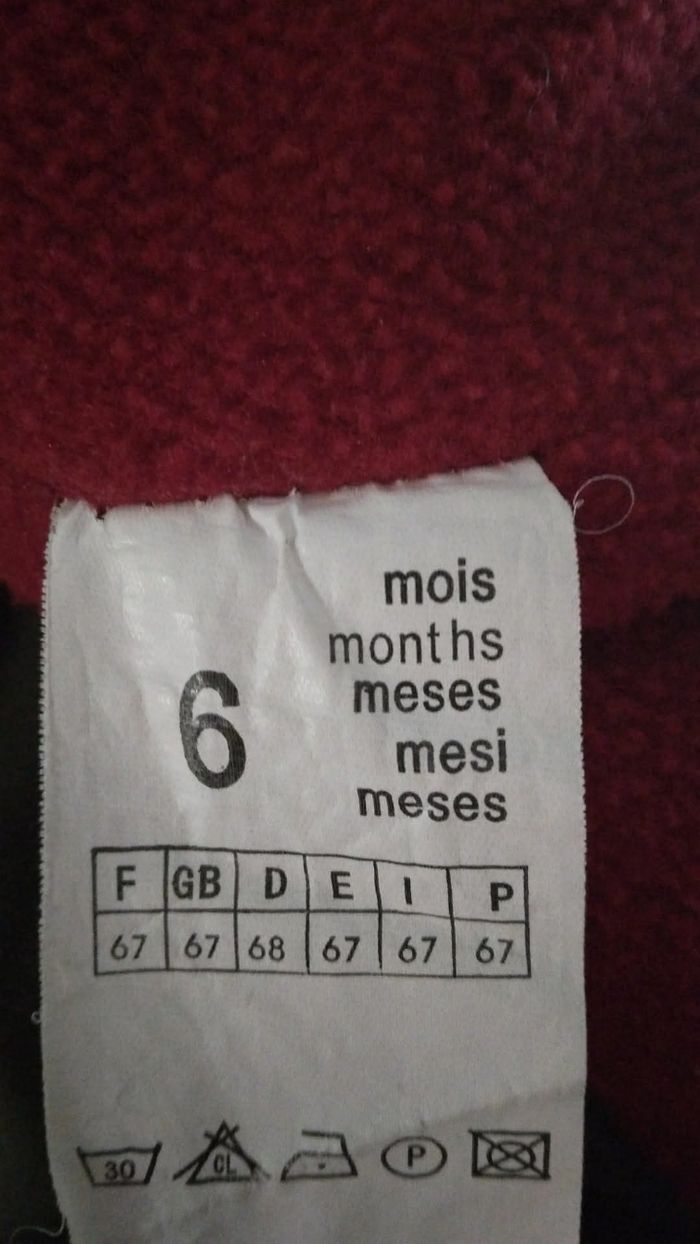 mois
months
meses
6
mesi
meses
F GB D E I P
67 67 68 67 67 67
30 CL P